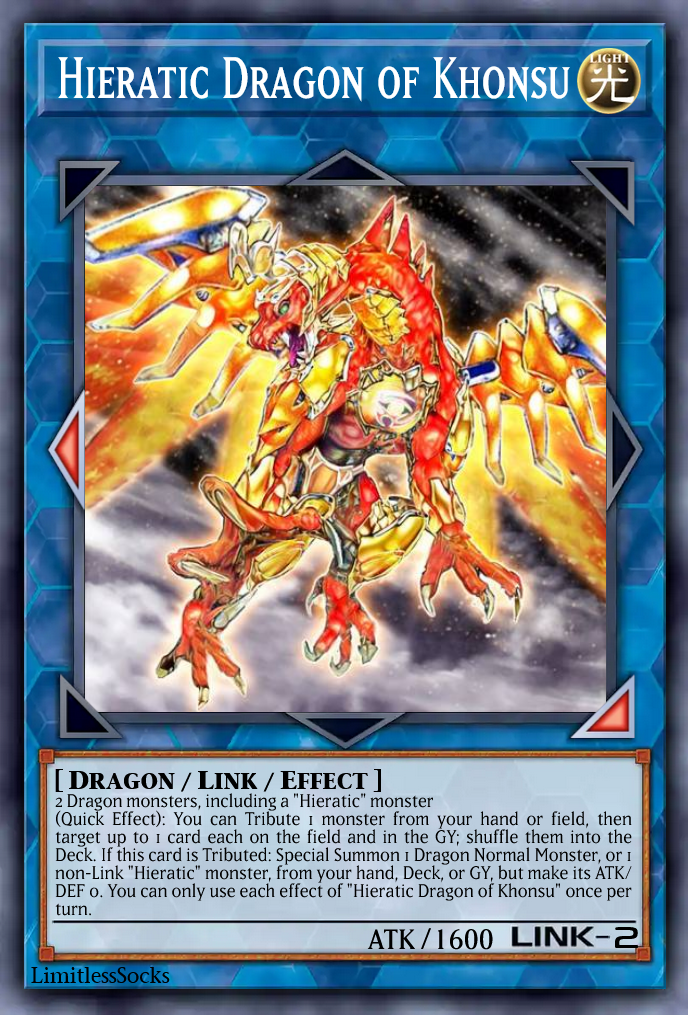 Hieratic Dragon of Khonsu
LIGHT
光
[ Dragon / Link / Effect ]
2 Dragon monsters, including a "Hieratic" monster
(Quick Effect): You can Tribute 1 monster from your hand or field, then
target up to 1 card each on the field and in the GY; shuffle them into the
Deck. If this card is Tributed: Special Summon 1 Dragon Normal Monster, or 1
non-Link "Hieratic" monster, from your hand, Deck, or GY, but make its ATK/
DEF 0. You can only use each effect of "Hieratic Dragon of Khonsu" once per
turn.
ATK/1600 LINK-2
LimitlessSocks